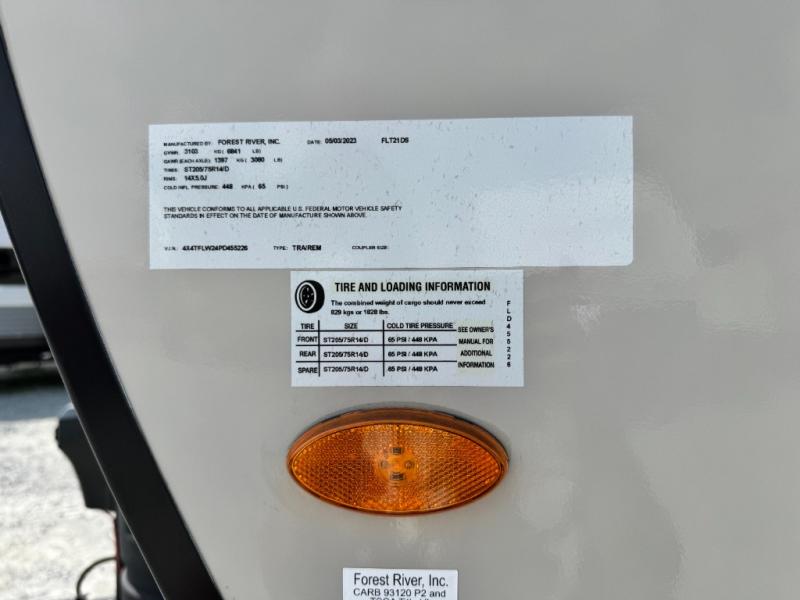 MANUFACTURED BY: FOREST RIVER, INC. DATE: 05/03/2023 FLT21DS
GVWR: 3103 KG ( 6841 LB)
GAWR (EACH AXLE): 1397 KG ( 3080 LB)
TIRES: ST205/75R14/D
RIMS: 14X5.0J
COLD INFL. PRESSURE: 448 KPA ( 65 PSI )
THIS VEHICLE CONFORMS TO ALL APPLICABLE U.S. FEDERAL MOTOR VEHICLE SAFETY
STANDARDS IN EFFECT ON THE DATE OF MANUFACTURE SHOWN ABOVE.
V.I.N.: 4X4TFLW24PD455226 TYPE: TRA/REM COUPLER SIZE:
TIRE AND LOADING INFORMATION
The combined weight of cargo should never exceed
829 kgs or 1828 lbs.
TIRE SIZE COLD TIRE PRESSURE SEE OWNER'S
FRONT ST205/75R14/D 65 PSI / 448 KPA MANUAL FOR
REAR ST205/75R14/D 65 PSI / 448 KPA ADDITIONAL
SPARE ST205/75R14/D 65 PSI / 448 KPA INFORMATION
FLD455226
Forest River, Inc.
CARB 93120 P2 and